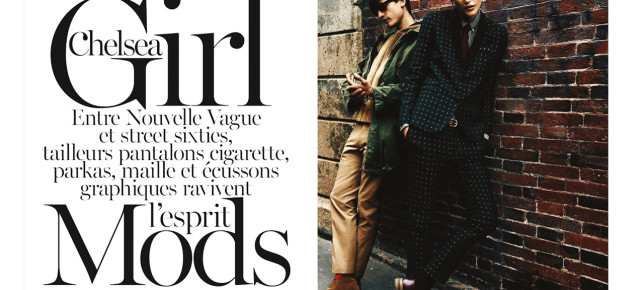 Chelsea
Girl
Entre Nouvelle Vague
et street sixties,
tailleurs pantalons cigarette,
parkas, maille et écussons
graphiques ravivent
l'esprit
Mods